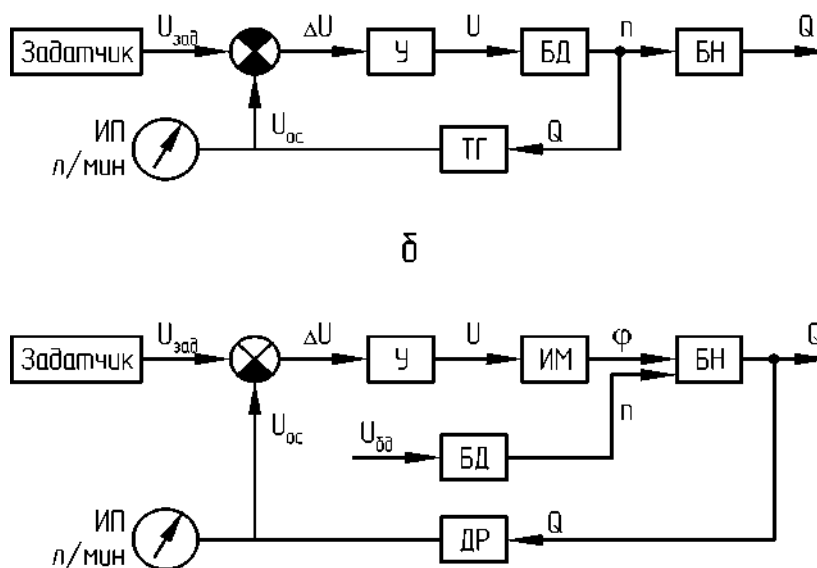 Uзад ΔU U n Q
Задатчик У БД БН
ИП Uос Q
л/мин ТГ
б
Uзад ΔU U φ Q
Задатчик У ИМ БН
Uос Uбд n
БД
ИП Q
л/мин ДР